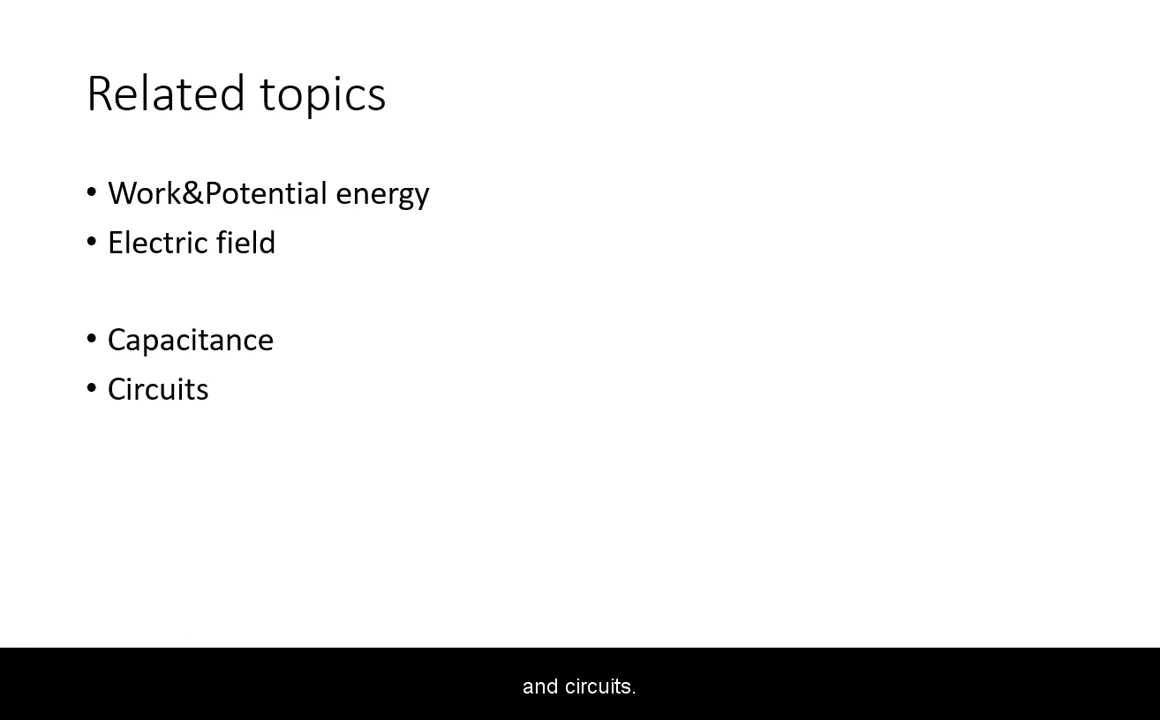 Related topics
• Work&Potential energy
• Electric field
• Capacitance
• Circuits
and circuits.